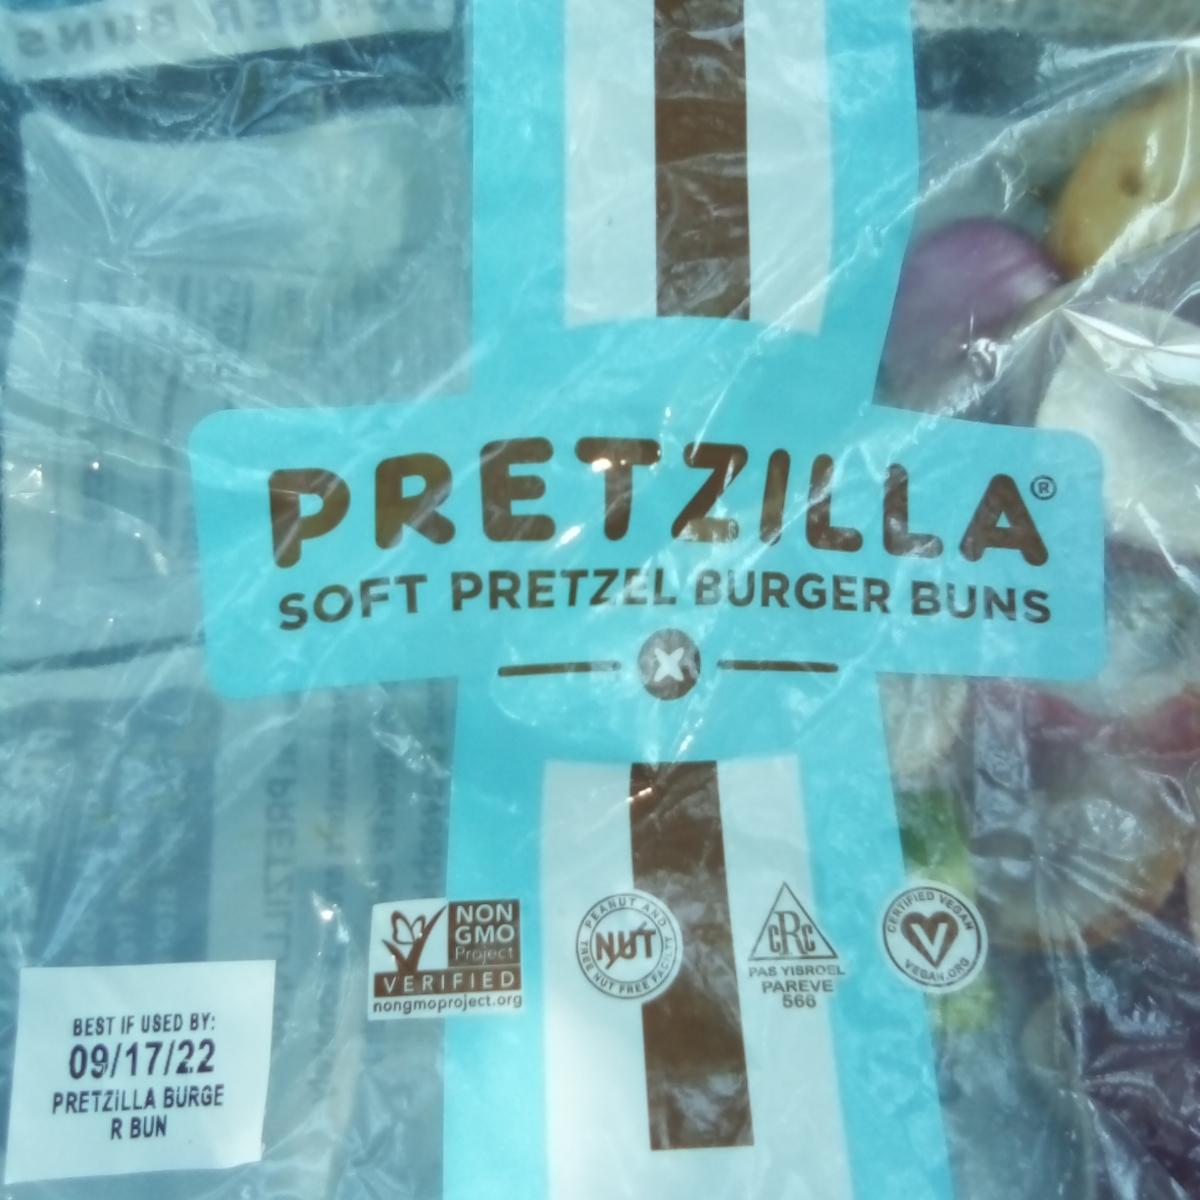 PRETZILLA®
SOFT PRETZEL BURGER BUNS
NON
GMO
Project
VERIFIED
nongmoproject.org
PEANUT AND
NUT
TREE NUT FREE FACILITY
CRC
PAS YISROEL
PAREVE
566
CERTIFIED VEGAN
V
VEGAN.ORG
BEST IF USED BY:
09/17/22
PRETZILLA BURGE
R BUN